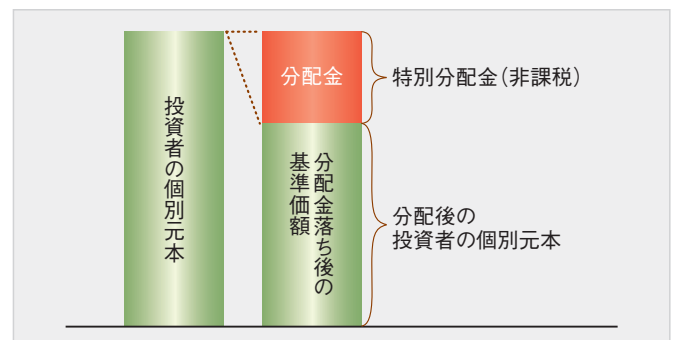 投資者の個別元本
分配金
分配金落ち後の
基準価額
特別分配金（非課税）
分配後の
投資者の個別元本